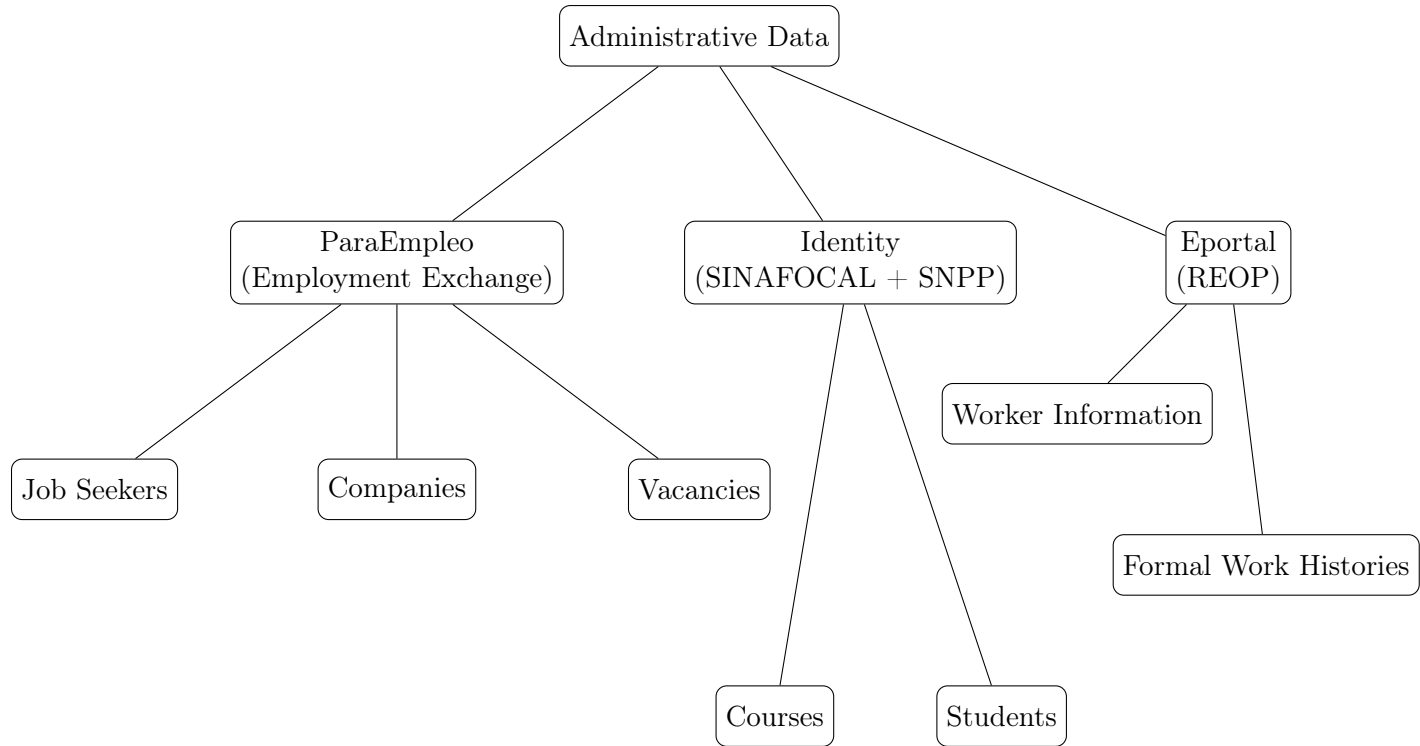 Administrative Data
ParaEmpleo
(Employment Exchange)
Identity
(SINAFOCAL + SNPP)
Eportal
(REOP)
Worker Information
Job Seekers
Companies
Vacancies
Formal Work Histories
Courses
Students